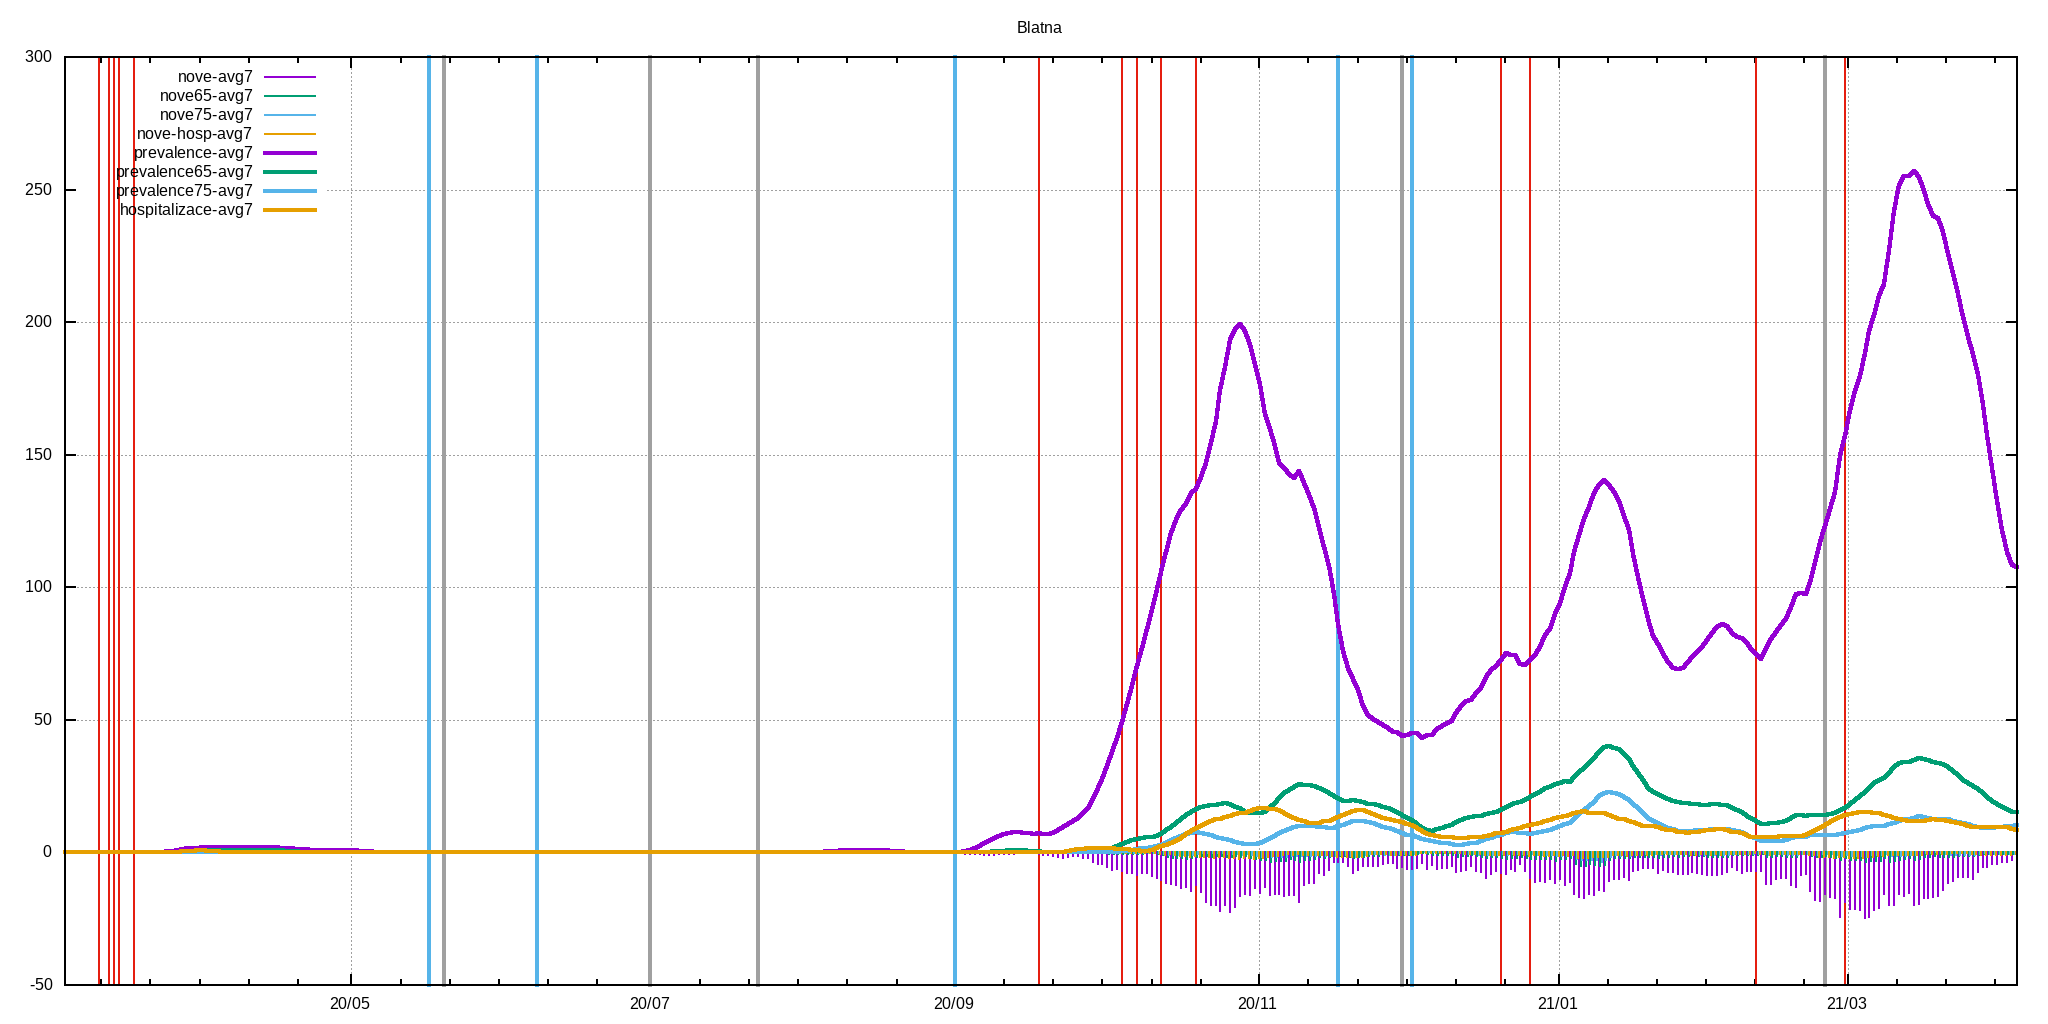 Blatna
300
250
200
150
100
50
0
-50
nove-avg7
nove65-avg7
nove75-avg7
nove-hosp-avg7
prevalence-avg7
prevalence65-avg7
prevalence75-avg7
hospitalizace-avg7
20/05 20/07 20/09 20/11 21/01 21/03